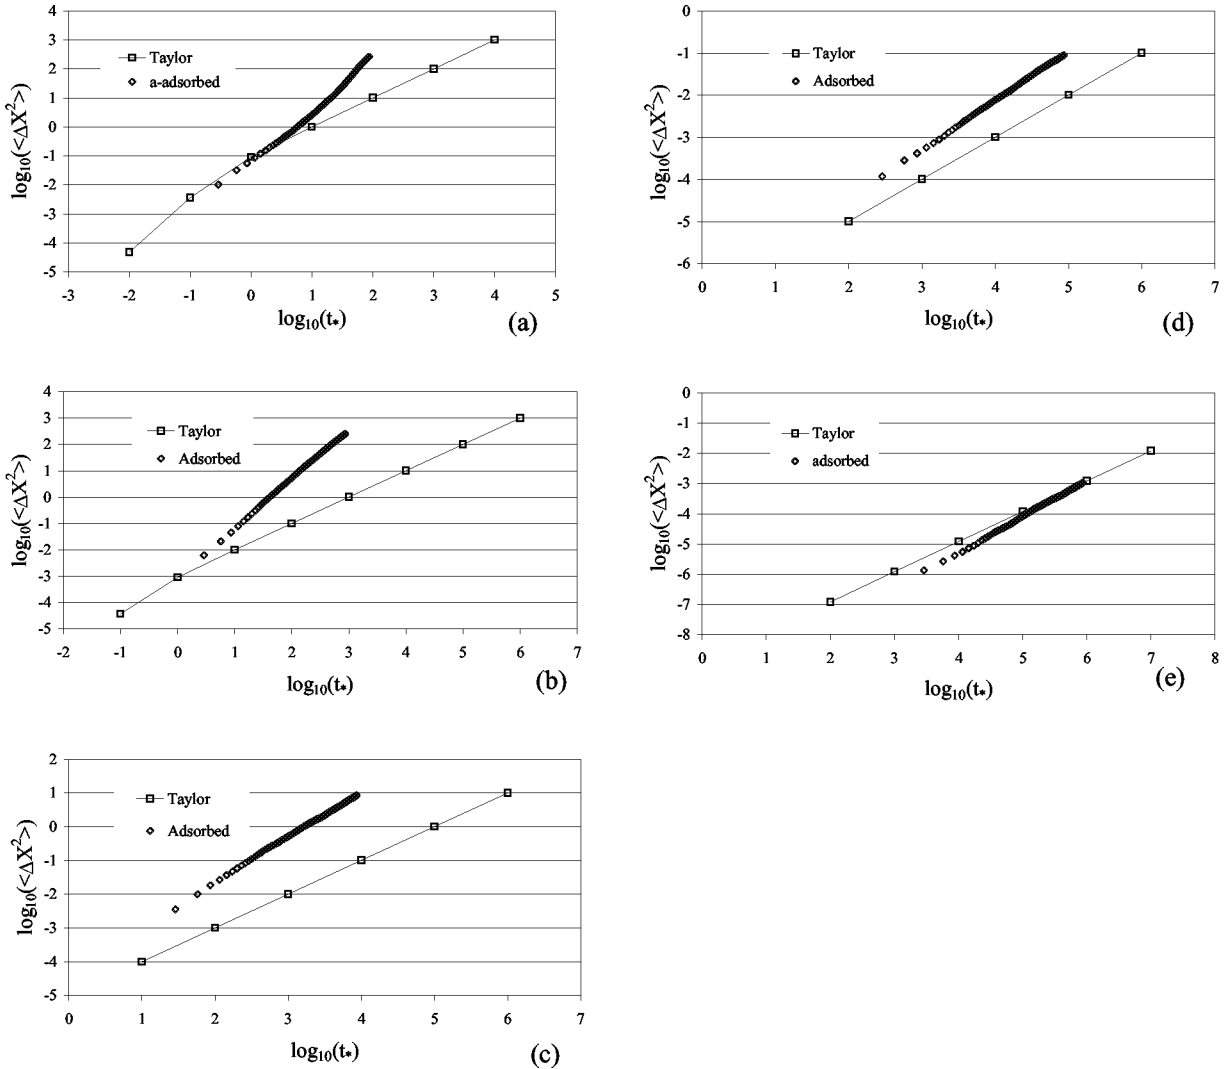 4
3
2
1
0
-1
-2
-3
-4
-5
-3 -2 -1 0 1 2 3 4 5
log10(<ΔX²>)
log10(t*)
Taylor
a-adsorbed
(a)
4
3
2
1
0
-1
-2
-3
-4
-5
-2 -1 0 1 2 3 4 5 6 7
log10(<ΔX²>)
log10(t*)
Taylor
Adsorbed
(b)
2
1
0
-1
-2
-3
-4
-5
0 1 2 3 4 5 6 7
log10(<ΔX²>)
log10(t*)
Taylor
Adsorbed
(c)
0
-1
-2
-3
-4
-5
-6
0 1 2 3 4 5 6 7
log10(<ΔX²>)
log10(t*)
Taylor
Adsorbed
(d)
0
-1
-2
-3
-4
-5
-6
-7
-8
0 1 2 3 4 5 6 7 8
log10(<ΔX²>)
log10(t*)
Taylor
adsorbed
(e)